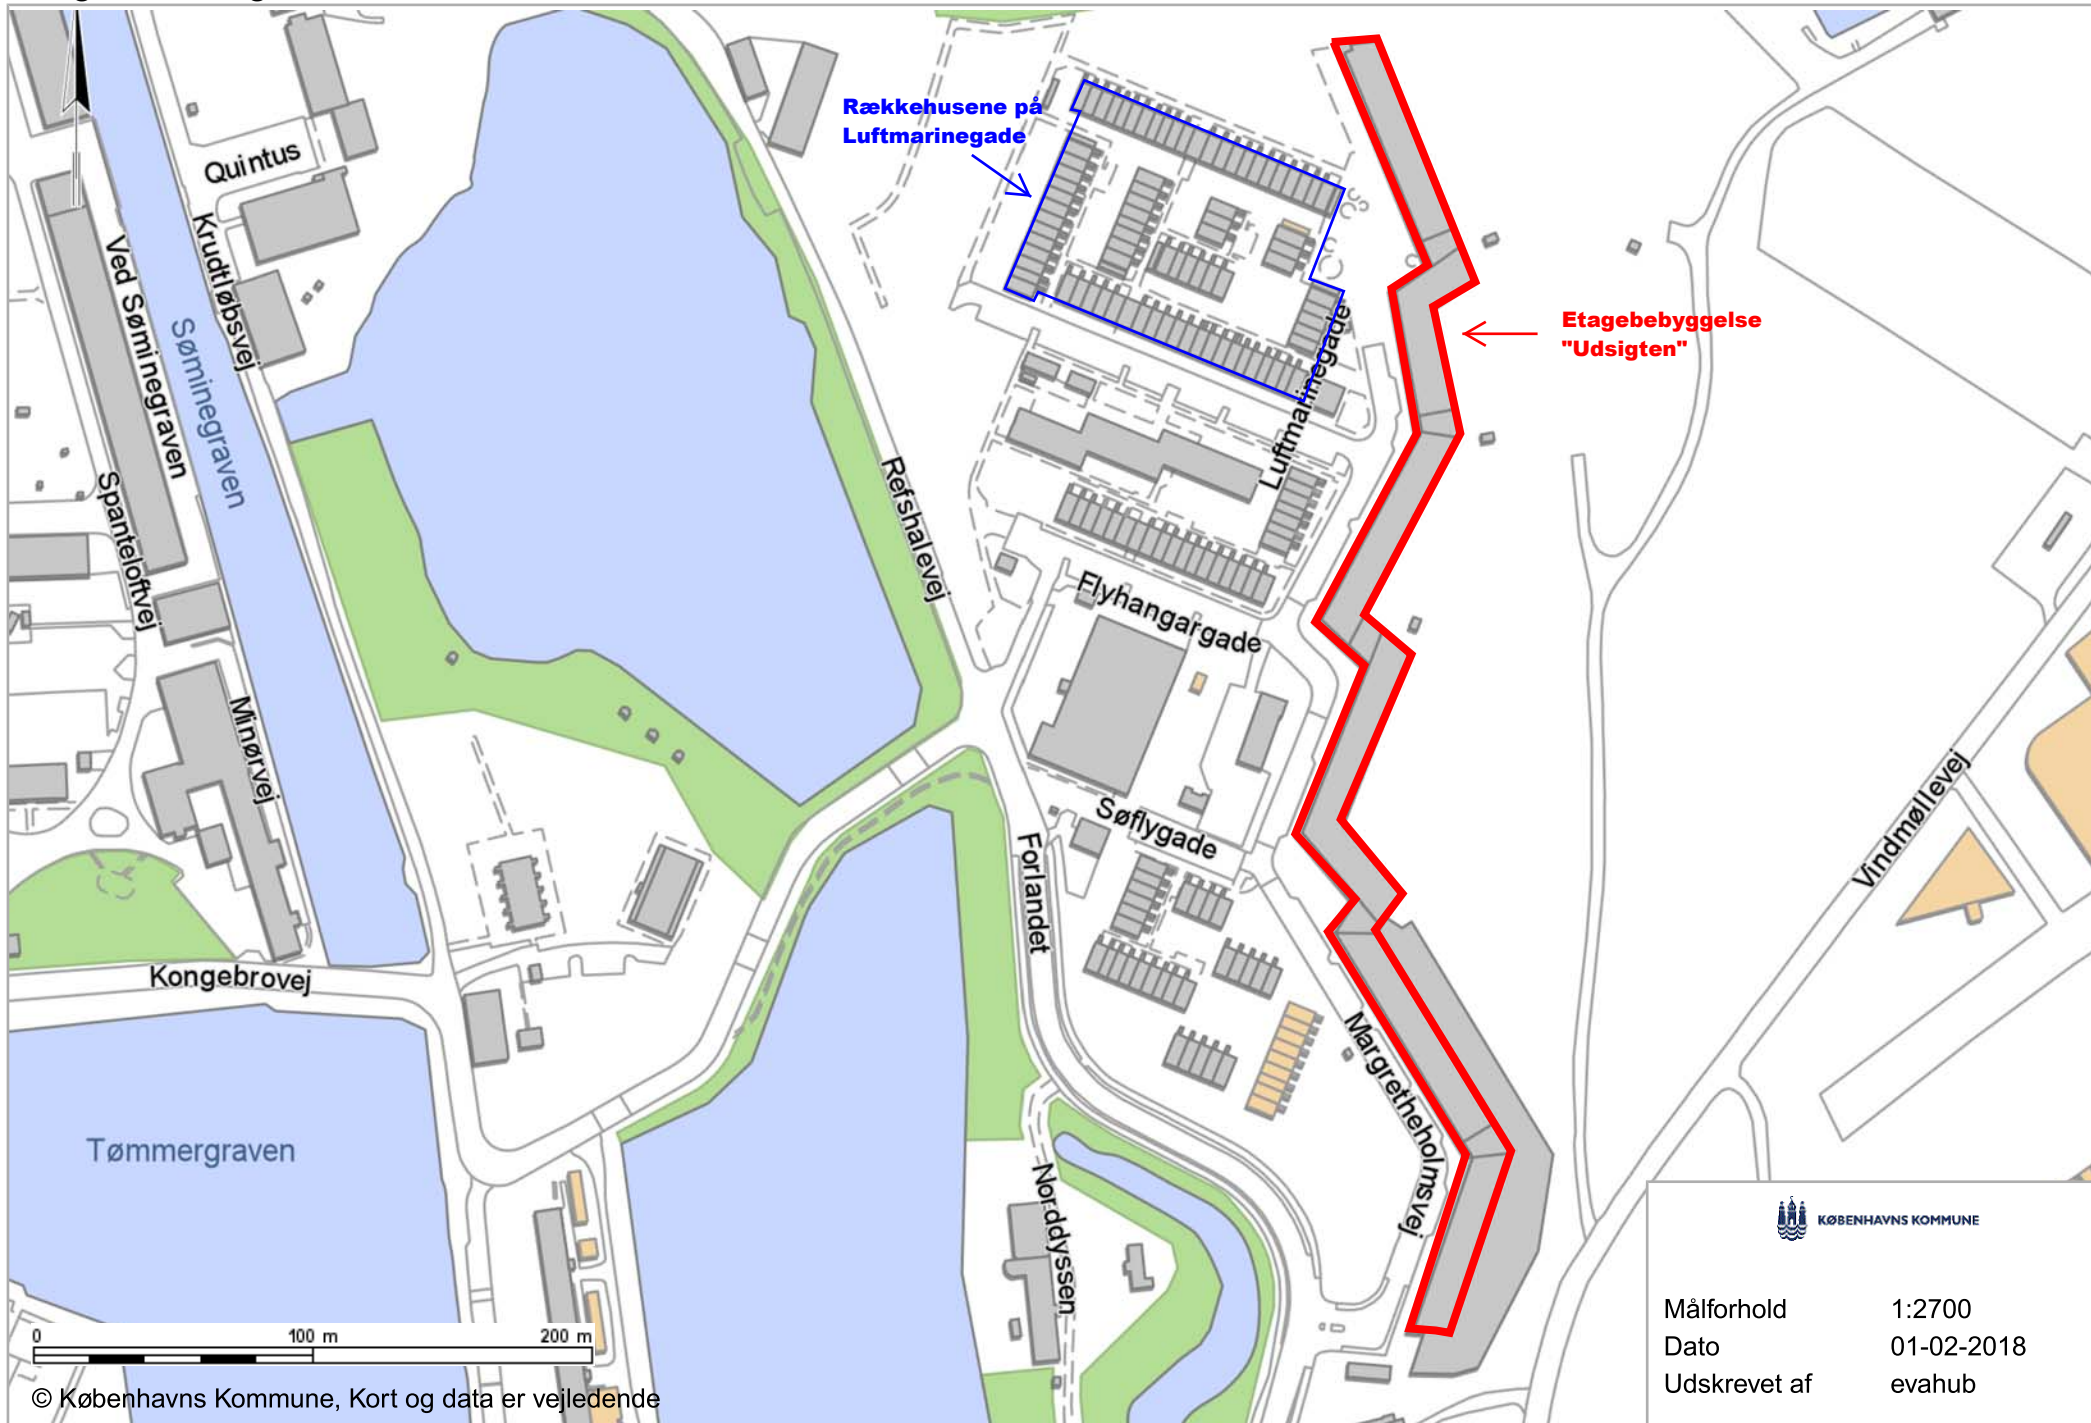 Rækkehusene på
Luftmarinegade
Quintus
Krudtløbsvej
Ved Søminegraven
Søminegraven
Etagebebyggelse
"Udsigten"
Luftmarinegade
Refshalevej
Spanteloftvej
Flyhangargade
Minørvej
Søflygade
Vindmøllevej
Forlandet
Kongebrovej
Margretheholmsvej
Tømmergraven
Norddyssen
KØBENHAVNS KOMMUNE
Målforhold 1:2700
Dato 01-02-2018
Udskrevet af evahub
0 100 m 200 m
© Københavns Kommune, Kort og data er vejledende